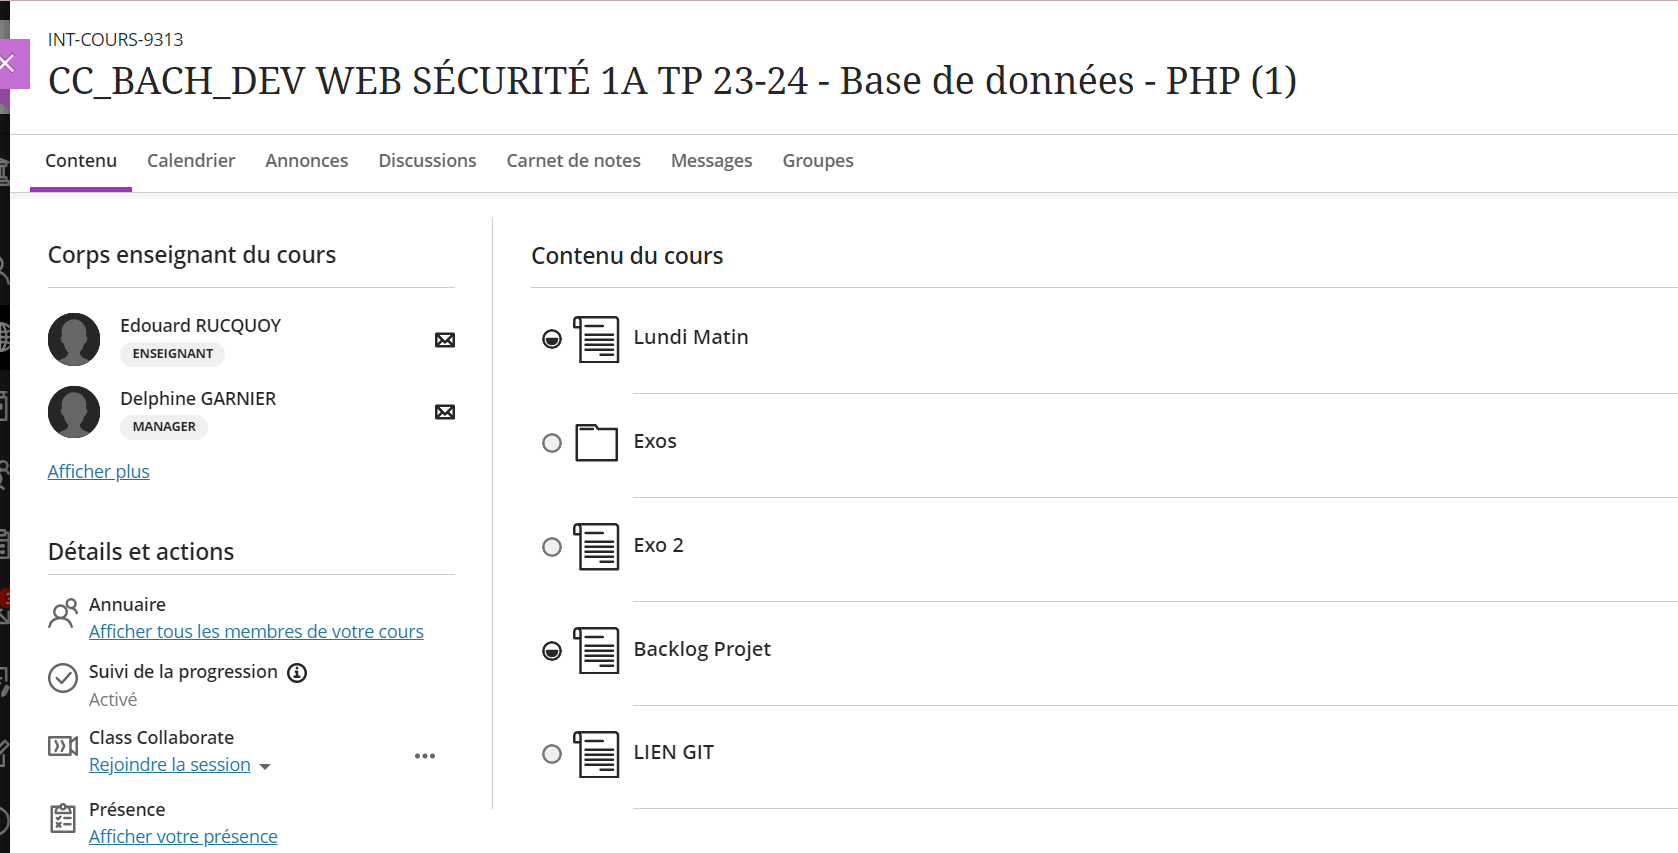 INT-COURS-9313
CC_BACH_DEV WEB SÉCURITÉ 1A TP 23-24 - Base de données - PHP (1)
Contenu
Calendrier
Annonces
Discussions
Carnet de notes
Messages
Groupes
Corps enseignant du cours
Edouard RUCQUOY
ENSEIGNANT
Delphine GARNIER
MANAGER
Afficher plus
Détails et actions
Annuaire
Afficher tous les membres de votre cours
Suivi de la progression
Activé
Class Collaborate
Rejoindre la session
Présence
Afficher votre présence
Contenu du cours
Lundi Matin
Exos
Exo 2
Backlog Projet
LIEN GIT